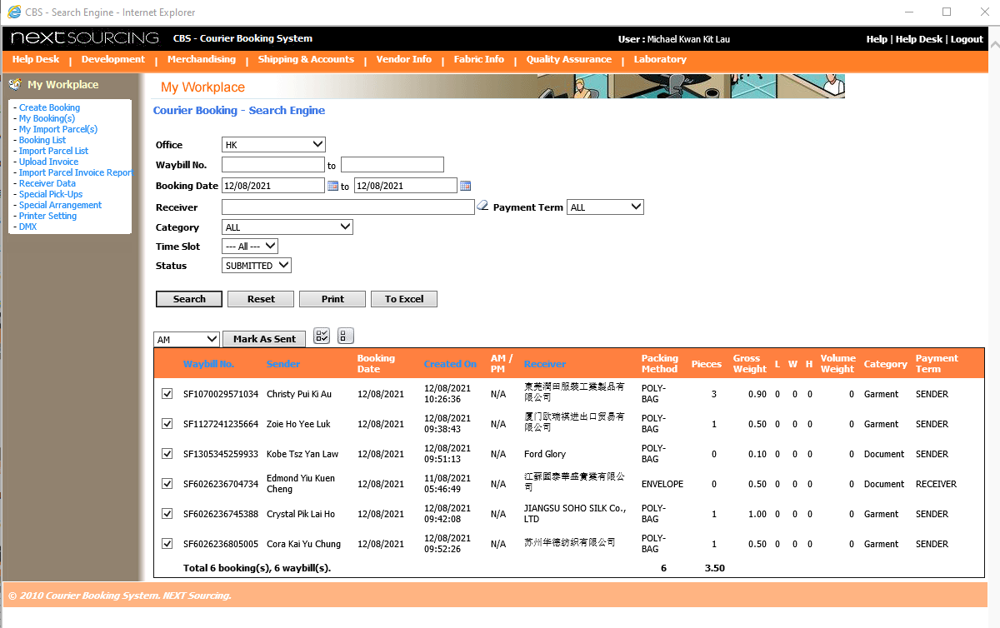 CBS - Search Engine - Internet Explorer
nextSOURCING CBS - Courier Booking System User : Michael Kwan Kit Lau Help | Help Desk | Logout
Help Desk | Development | Merchandising | Shipping & Accounts | Vendor Info | Fabric Info | Quality Assurance | Laboratory
My Workplace
- Create Booking
- My Booking(s)
- My Import Parcel(s)
- Booking List
- Import Parcel List
- Upload Invoice
- Import Parcel Invoice Report
- Receiver Data
- Special Pick-Ups
- Special Arrangement
- Printer Setting
- DMX
My Workplace
Courier Booking - Search Engine
Office HK
Waybill No. to
Booking Date 12/08/2021 to 12/08/2021
Receiver Payment Term ALL
Category ALL
Time Slot --- All ---
Status SUBMITTED
Search Reset Print To Excel
AM Mark As Sent
Waybill No. Sender Booking Date Created On AM / PM Receiver Packing Method Pieces Gross Weight L W H Volume Weight Category Payment Term
SF1070029571034 Christy Pui Ki Au 12/08/2021 12/08/2021 10:26:36 N/A 東莞潤田服裝工業製品有限公司 POLY-BAG 3 0.90 0 0 0 0 Garment SENDER
SF1127241235664 Zoie Ho Yee Luk 12/08/2021 12/08/2021 09:38:43 N/A 厦门欧瑞祺进出口贸易有限公司 POLY-BAG 1 0.50 0 0 0 0 Garment SENDER
SF1305345259933 Kobe Tsz Yan Law 12/08/2021 12/08/2021 09:51:13 N/A Ford Glory POLY-BAG 0 0.10 0 0 0 0 Document SENDER
SF6026236704734 Edmond Yiu Kuen Cheng 12/08/2021 11/08/2021 05:46:49 N/A 江蘇國泰華盛實業有限公司 ENVELOPE 0 0.50 0 0 0 0 Document RECEIVER
SF6026236745388 Crystal Pik Lai Ho 12/08/2021 12/08/2021 09:42:08 N/A JIANGSU SOHO SILK Co., LTD POLY-BAG 1 1.00 0 0 0 0 Garment SENDER
SF6026236805005 Cora Kai Yu Chung 12/08/2021 12/08/2021 09:52:26 N/A 苏州华德纺织有限公司 POLY-BAG 1 0.50 0 0 0 0 Garment SENDER
Total 6 booking(s), 6 waybill(s). 6 3.50
© 2010 Courier Booking System. NEXT Sourcing.